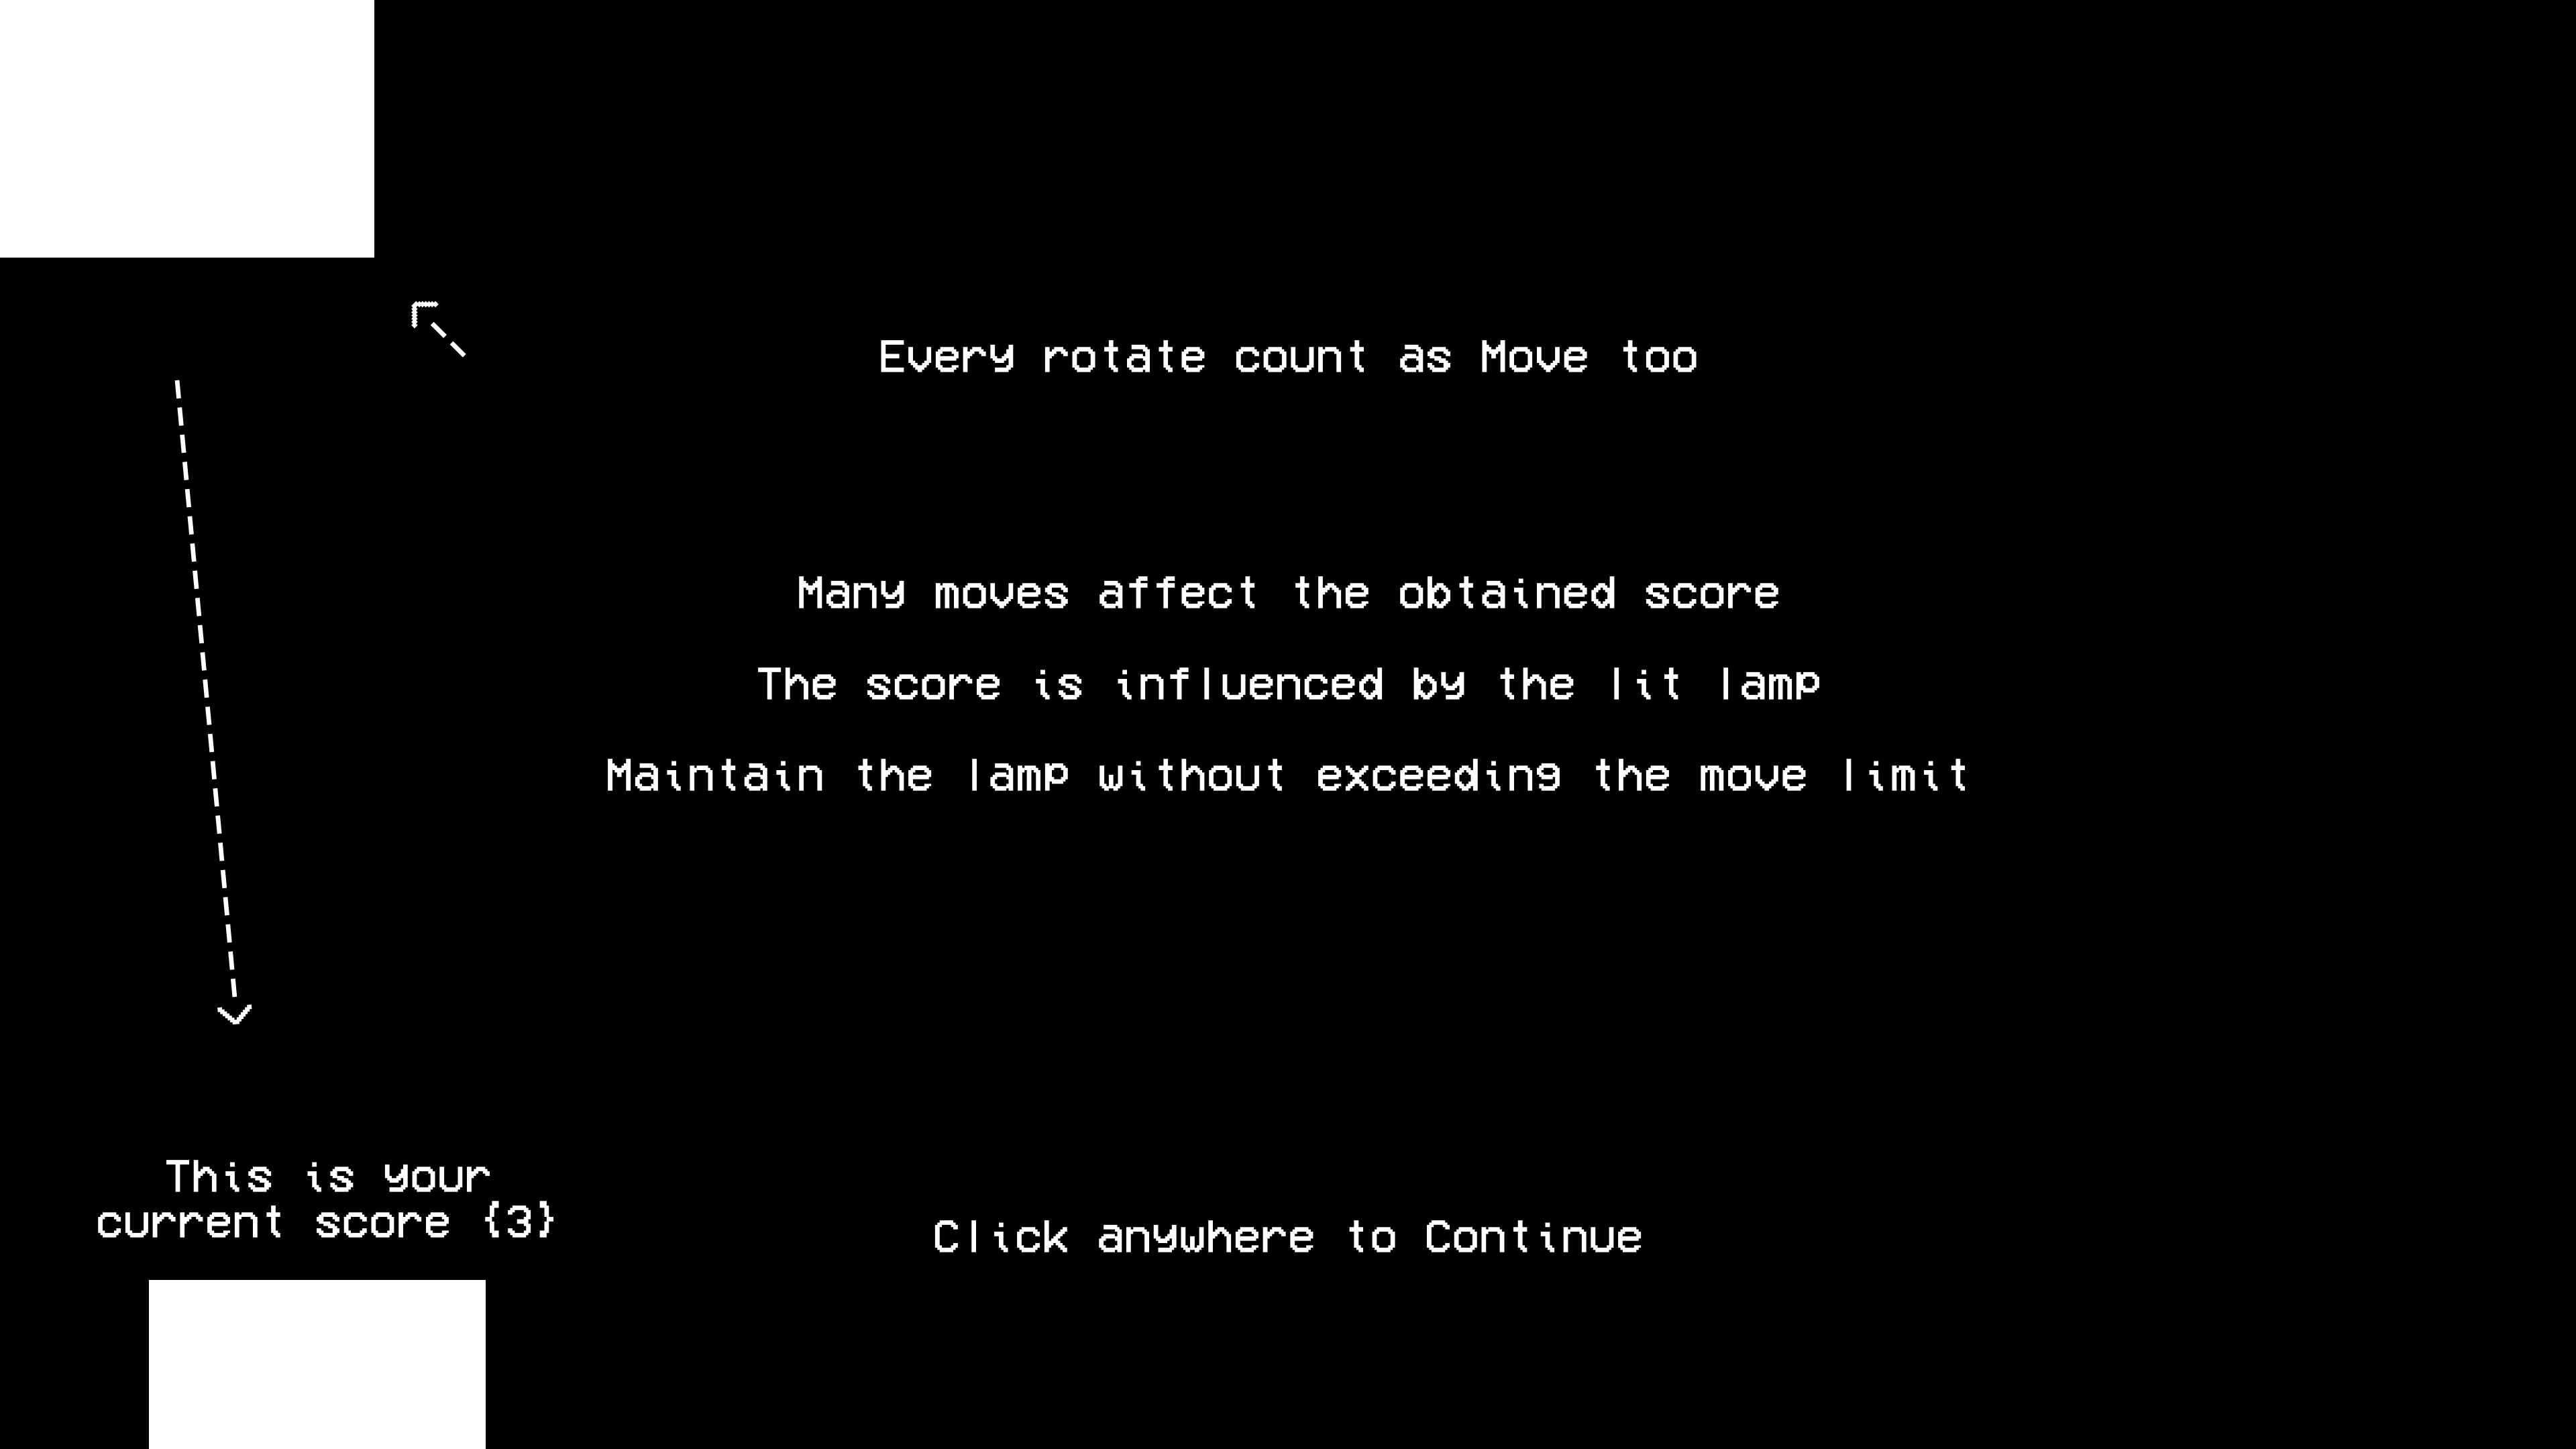 Every rotate count as Move too
Many moves affect the obtained score
The score is influenced by the lit lamp
Maintain the lamp without exceeding the move limit
This is your
current score {3}
Click anywhere to Continue